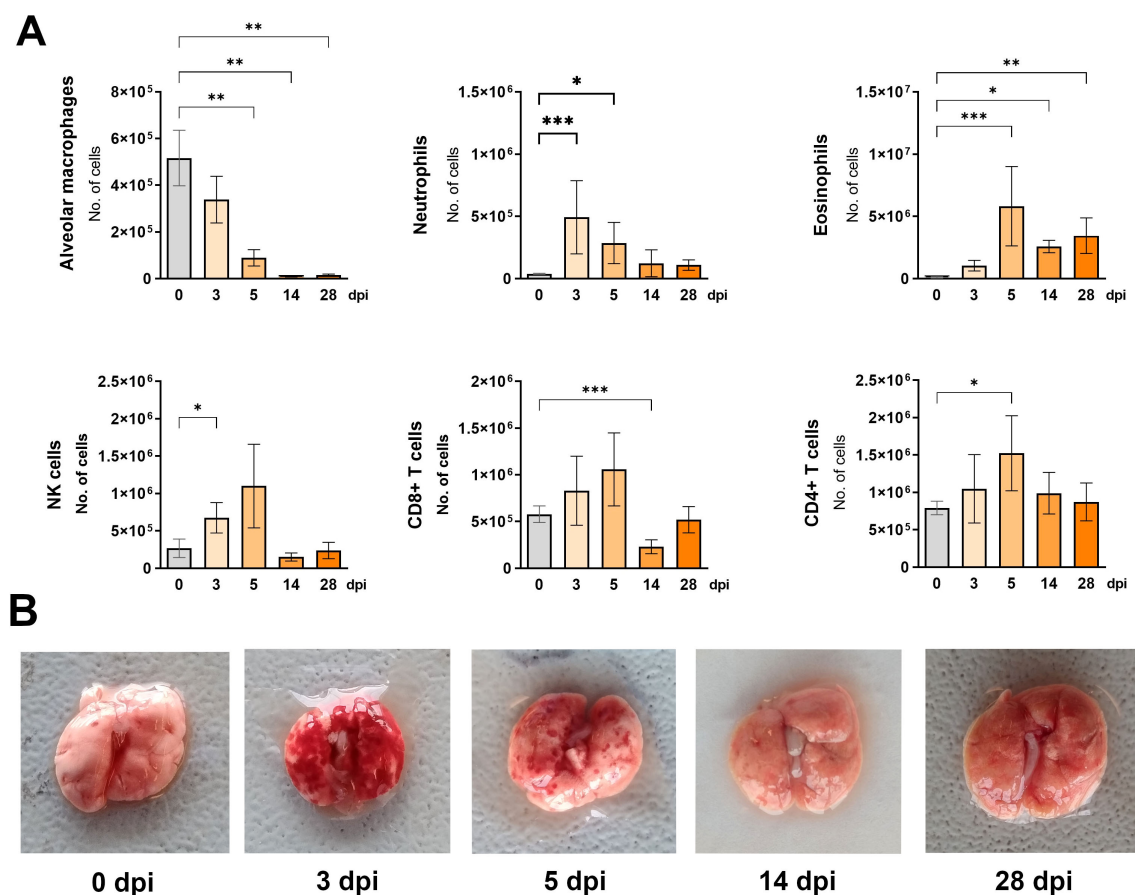 A
** 
**
**
Alveolar macrophages
No. of cells
8×10⁵
6×10⁵
4×10⁵
2×10⁵
0
0 3 5 14 28 dpi
*
***
Neutrophils
No. of cells
1.5×10⁶
1×10⁶
5×10⁵
0
0 3 5 14 28 dpi
**
*
***
Eosinophils
No. of cells
1.5×10⁷
1×10⁷
5×10⁶
0
0 3 5 14 28 dpi
*
NK cells
No. of cells
2.5×10⁶
2×10⁶
1.5×10⁶
1×10⁶
5×10⁵
0
0 3 5 14 28 dpi
***
CD8+ T cells
No. of cells
2×10⁶
1.5×10⁶
1×10⁶
5×10⁵
0
0 3 5 14 28 dpi
*
CD4+ T cells
No. of cells
2.5×10⁶
2×10⁶
1.5×10⁶
1×10⁶
5×10⁵
0
0 3 5 14 28 dpi
B
0 dpi
3 dpi
5 dpi
14 dpi
28 dpi